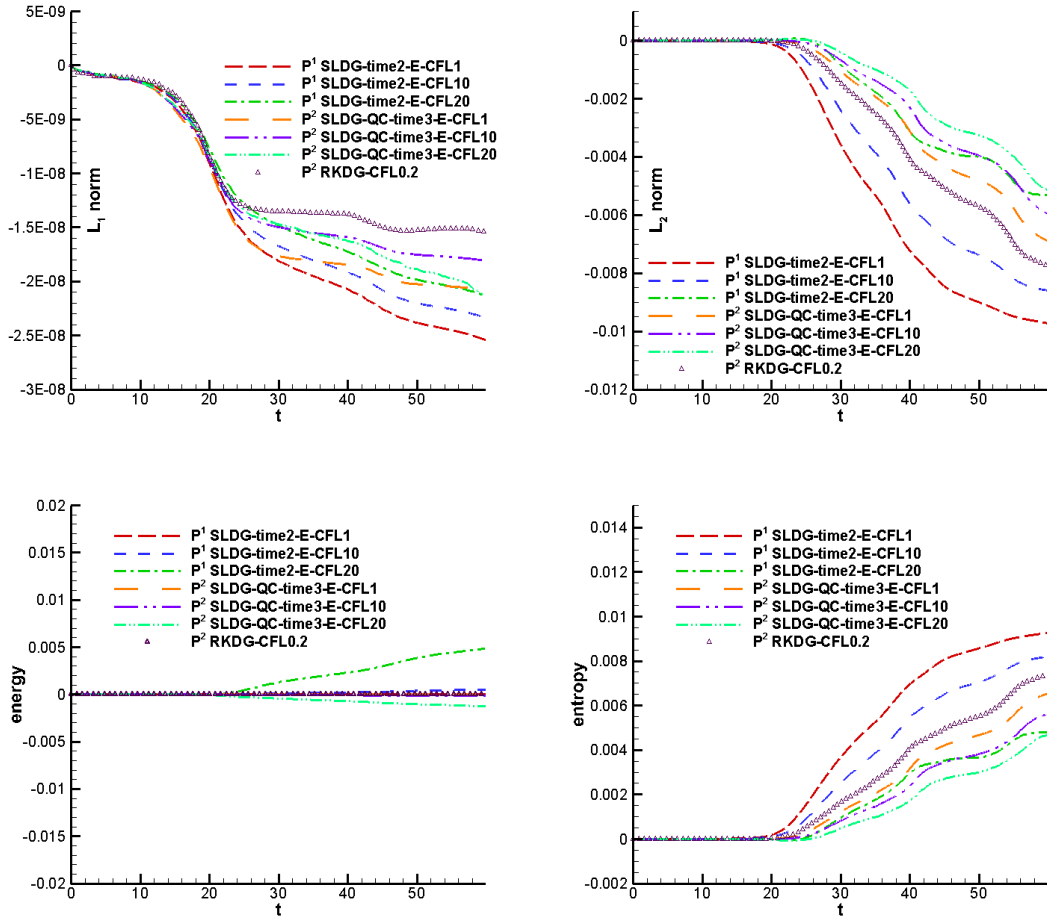 5E-09
0
-5E-09
-1E-08
-1.5E-08
-2E-08
-2.5E-08
-3E-08
L1 norm
P1 SLDG-time2-E-CFL1
P1 SLDG-time2-E-CFL10
P1 SLDG-time2-E-CFL20
P2 SLDG-QC-time3-E-CFL1
P2 SLDG-QC-time3-E-CFL10
P2 SLDG-QC-time3-E-CFL20
P2 RKDG-CFL0.2
0 10 20 30 40 50
t
0
-0.002
-0.004
-0.006
-0.008
-0.01
-0.012
L2 norm
P1 SLDG-time2-E-CFL1
P1 SLDG-time2-E-CFL10
P1 SLDG-time2-E-CFL20
P2 SLDG-QC-time3-E-CFL1
P2 SLDG-QC-time3-E-CFL10
P2 SLDG-QC-time3-E-CFL20
P2 RKDG-CFL0.2
0 10 20 30 40 50
t
0.02
0.015
0.01
0.005
0
-0.005
-0.01
-0.015
-0.02
energy
P1 SLDG-time2-E-CFL1
P1 SLDG-time2-E-CFL10
P1 SLDG-time2-E-CFL20
P2 SLDG-QC-time3-E-CFL1
P2 SLDG-QC-time3-E-CFL10
P2 SLDG-QC-time3-E-CFL20
P2 RKDG-CFL0.2
0 10 20 30 40 50
t
0.014
0.012
0.01
0.008
0.006
0.004
0.002
0
-0.002
entropy
P1 SLDG-time2-E-CFL1
P1 SLDG-time2-E-CFL10
P1 SLDG-time2-E-CFL20
P2 SLDG-QC-time3-E-CFL1
P2 SLDG-QC-time3-E-CFL10
P2 SLDG-QC-time3-E-CFL20
P2 RKDG-CFL0.2
0 10 20 30 40 50
t